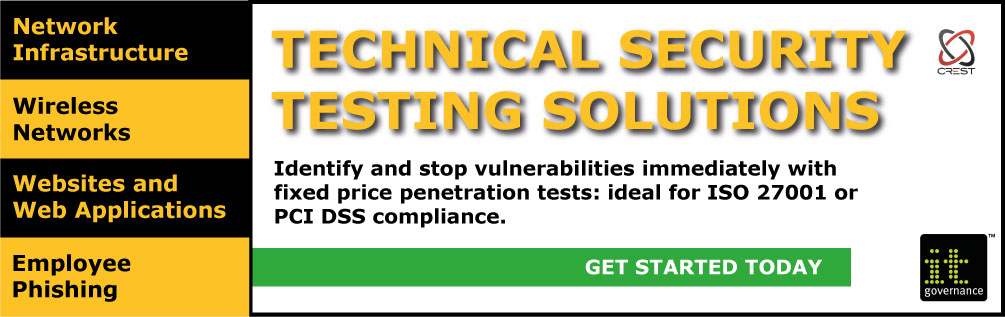 Network
Infrastructure
Wireless
Networks
Websites and
Web Applications
Employee
Phishing
TECHNICAL SECURITY
TESTING SOLUTIONS
CREST
Identify and stop vulnerabilities immediately with
fixed price penetration tests: ideal for ISO 27001 or
PCI DSS compliance.
GET STARTED TODAY
it
governance
TM